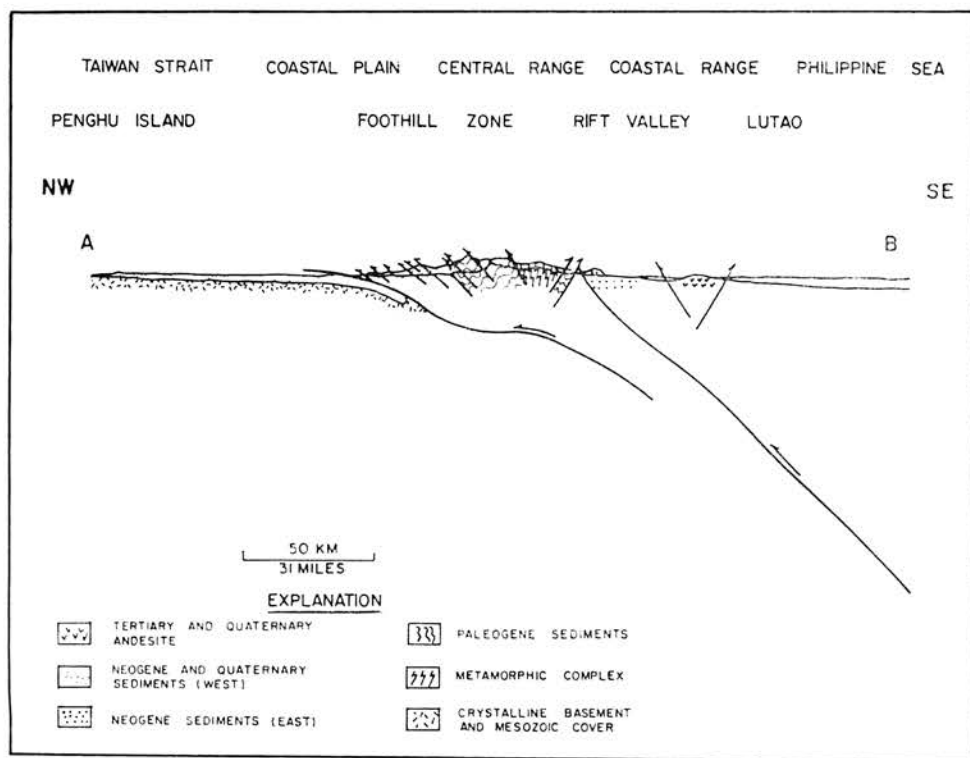 TAIWAN STRAIT COASTAL PLAIN CENTRAL RANGE COASTAL RANGE PHILIPPINE SEA
PENGHU ISLAND FOOTHILL ZONE RIFT VALLEY LUTAO
NW SE
A B
50 KM
31 MILES
EXPLANATION
TERTIARY AND QUATERNARY
ANDESITE
NEOGENE AND QUATERNARY
SEDIMENTS (WEST)
NEOGENE SEDIMENTS (EAST)
PALEOGENE SEDIMENTS
METAMORPHIC COMPLEX
CRYSTALLINE BASEMENT
AND MESOZOIC COVER